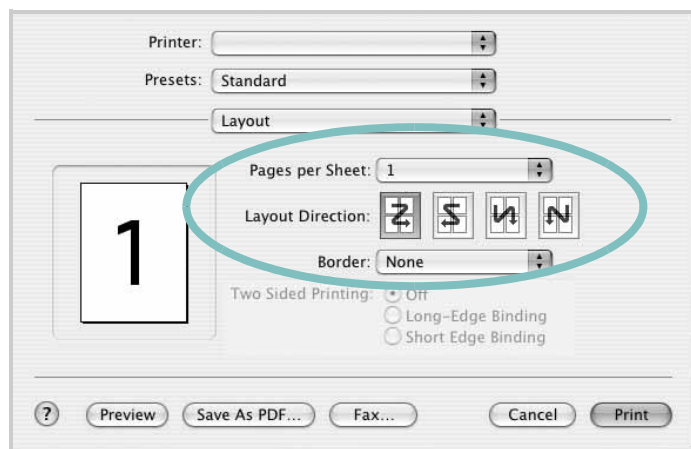 Printer:
Presets: Standard
Layout
Pages per Sheet: 1
Layout Direction:
Border: None
1
Two Sided Printing: Off
Long-Edge Binding
Short Edge Binding
? Preview Save As PDF... Fax... Cancel Print